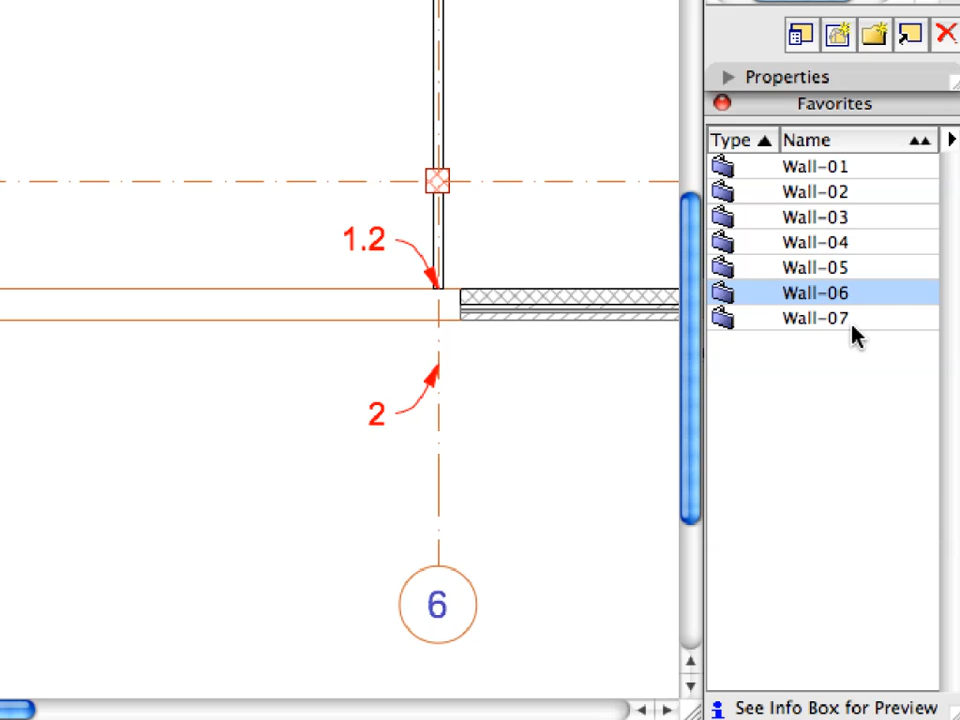 Properties
Favorites
Type Name
Wall-01
Wall-02
Wall-03
Wall-04
Wall-05
Wall-06
Wall-07
1.2
2
6
i See Info Box for Preview